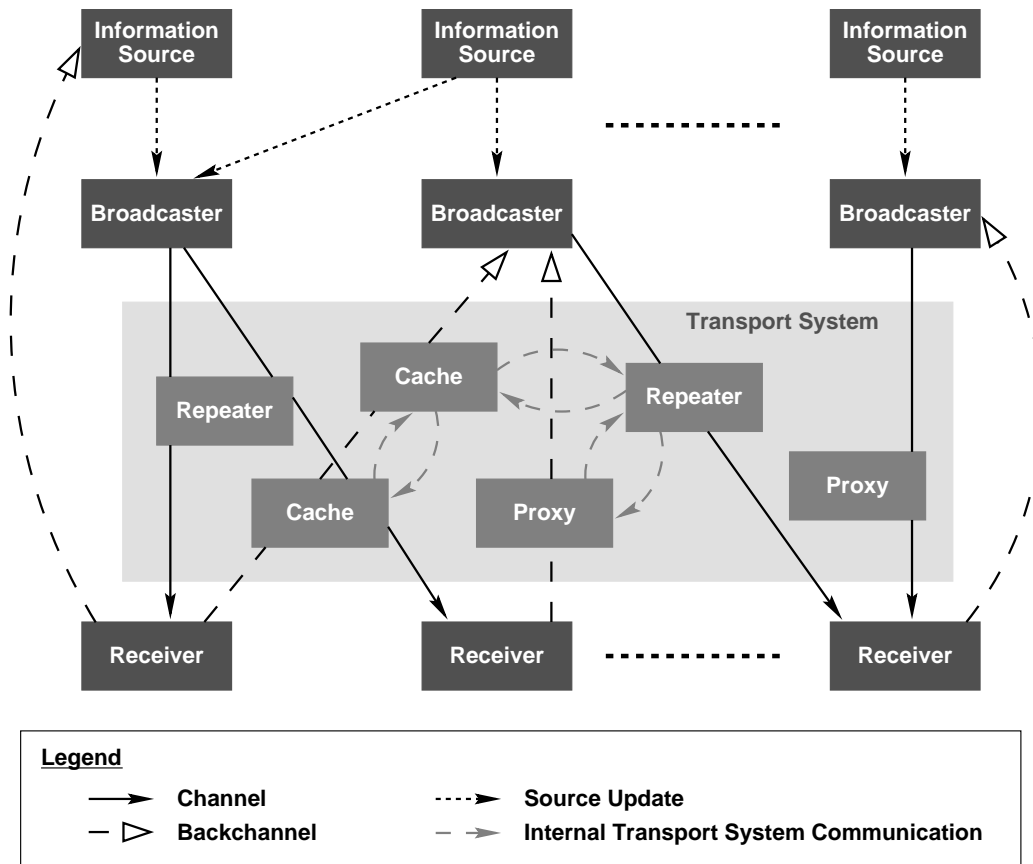 Information
Source
Information
Source
Information
Source
Broadcaster
Broadcaster
Broadcaster
Transport System
Cache
Repeater
Repeater
Cache
Proxy
Proxy
Receiver
Receiver
Receiver
Legend
Channel
Source Update
Backchannel
Internal Transport System Communication